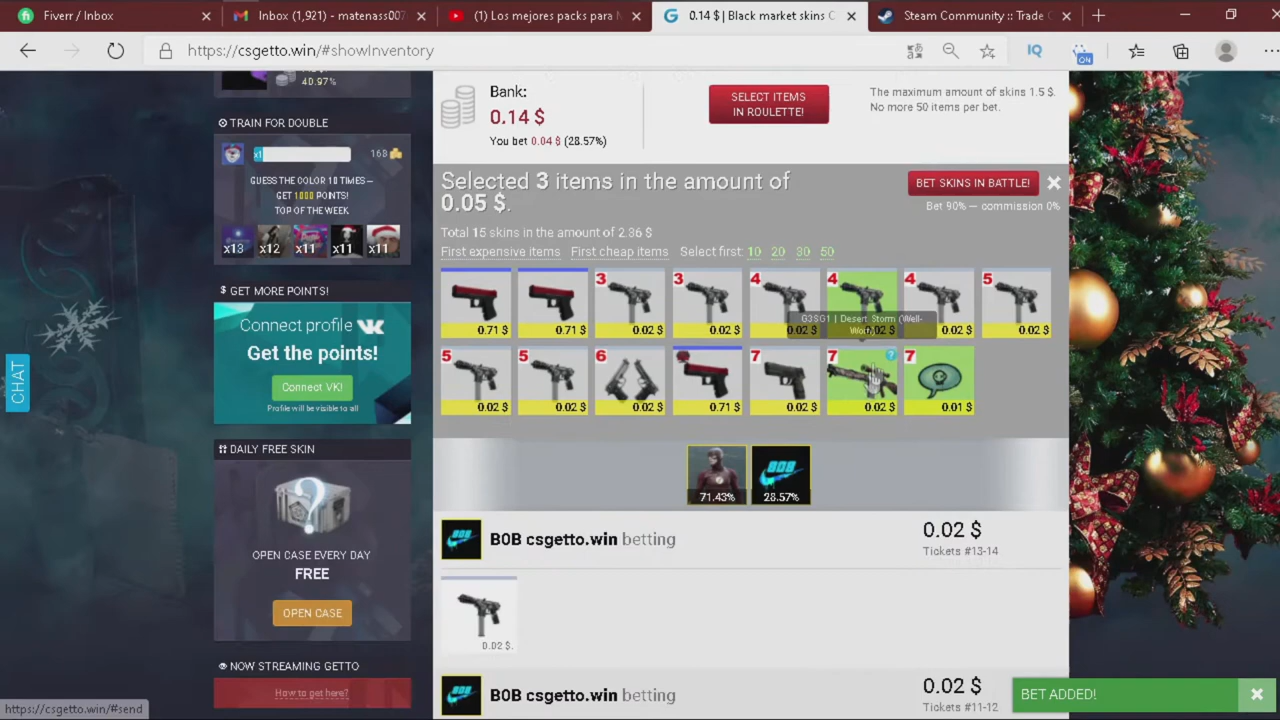 Fiverr / Inbox
Inbox (1,921) - matenass007
(1) Los mejores packs para
0.14 $ | Black market skins C
Steam Community :: Trade
https://csgetto.win/#showInventory
IQ
ON
40.97%
TRAIN FOR DOUBLE
x1
168
GUESS THE COLOR 10 TIMES —
GET 1000 POINTS!
TOP OF THE WEEK
x13
x12
x11
x11
x11
$ GET MORE POINTS!
Connect profile
Get the points!
Connect VK!
Profile will be visible to all
DAILY FREE SKIN
OPEN CASE EVERY DAY
FREE
OPEN CASE
NOW STREAMING GETTO
How to get here?
CHAT
https://csgetto.win/#send
Bank:
0.14 $
You bet 0.04 $ (28.57%)
SELECT ITEMS
IN ROULETTE!
The maximum amount of skins 1.5 $.
No more 50 items per bet.
Selected 3 items in the amount of
0.05 $.
BET SKINS IN BATTLE!
Bet 90% — commission 0%
Total 15 skins in the amount of 2.36 $
First expensive items First cheap items Select first: 10 20 30 50
3 3 4 4 4 5
G3SG1 | Desert Storm (Well-
Worn)
0.71 $ 0.71 $ 0.02 $ 0.02 $ 0.02 $ 0.02 $ 0.02 $ 0.02 $
5 5 6 7 7 ? 7
0.02 $ 0.02 $ 0.02 $ 0.71 $ 0.02 $ 0.02 $ 0.01 $
BOB
71.43% 28.57%
BOB
B0B csgetto.win betting
0.02 $
Tickets #13-14
0.02 $.
BOB
B0B csgetto.win betting
0.02 $
Tickets #11-12
BET ADDED!